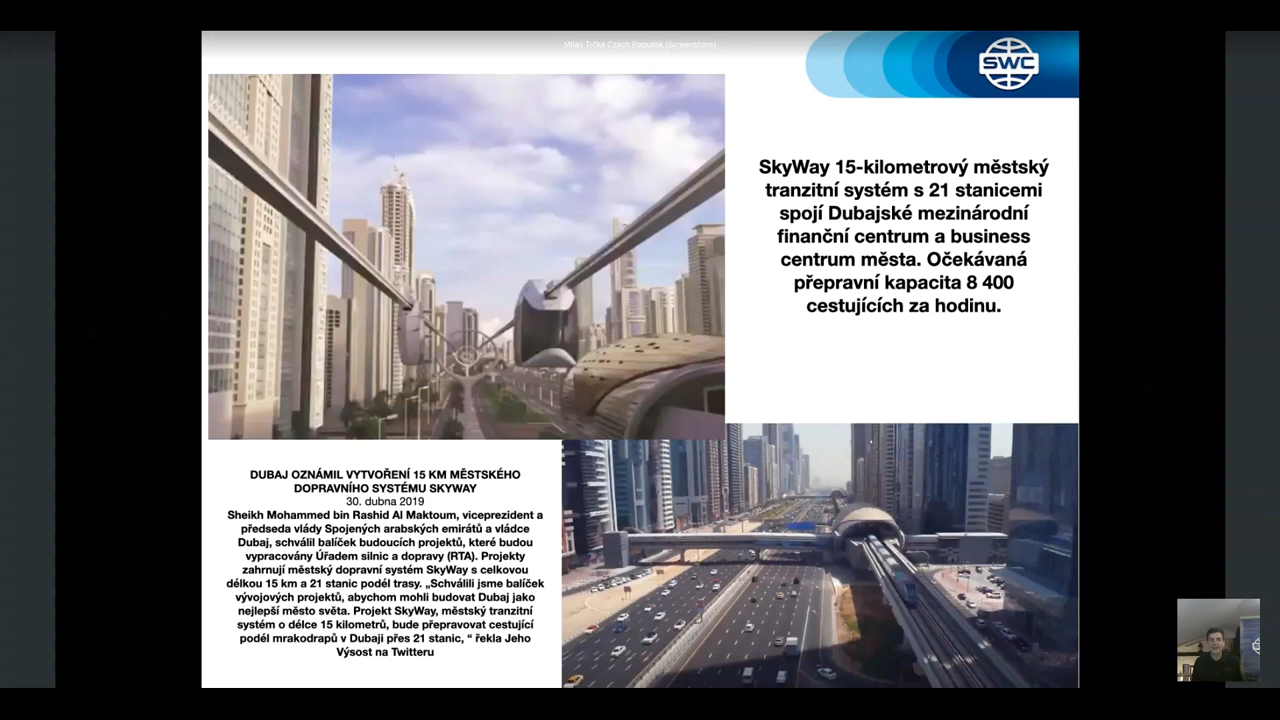 Milan Trčka Czech Republic (Screenshare)
SWC
SkyWay 15-kilometrový městský
tranzitní systém s 21 stanicemi
spojí Dubajské mezinárodní
finanční centrum a business
centrum města. Očekávaná
přepravní kapacita 8 400
cestujících za hodinu.
DUBAJ OZNÁMIL VYTVOŘENÍ 15 KM MĚSTSKÉHO
DOPRAVNÍHO SYSTÉMU SKYWAY
30. dubna 2019
Sheikh Mohammed bin Rashid Al Maktoum, viceprezident a
předseda vlády Spojených arabských emirátů a vládce
Dubaj, schválil balíček budoucích projektů, které budou
vypracovány Úřadem silnic a dopravy (RTA). Projekty
zahrnují městský dopravní systém SkyWay s celkovou
délkou 15 km a 21 stanic podél trasy. „Schválili jsme balíček
vývojových projektů, abychom mohli budovat Dubaj jako
nejlepší město světa. Projekt SkyWay, městský tranzitní
systém o délce 15 kilometrů, bude přepravovat cestující
podél mrakodrapů v Dubaji přes 21 stanic, “ řekla Jeho
Výsost na Twitteru